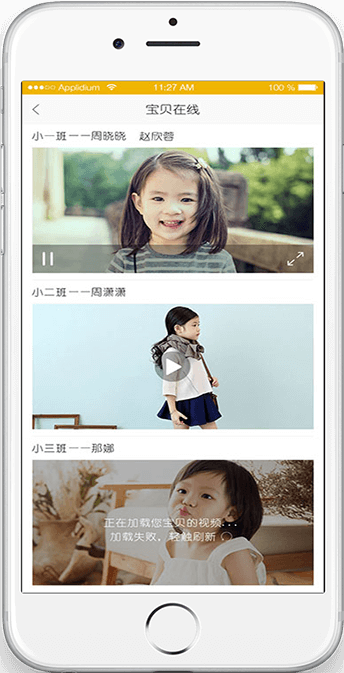 Applidium 11:27 AM 100 %
宝贝在线
小一班一一周晓晓 赵欣蓉
小二班一一周潇潇
小三班一一那娜
正在加载您宝贝的视频...
加载失败，轻触刷新